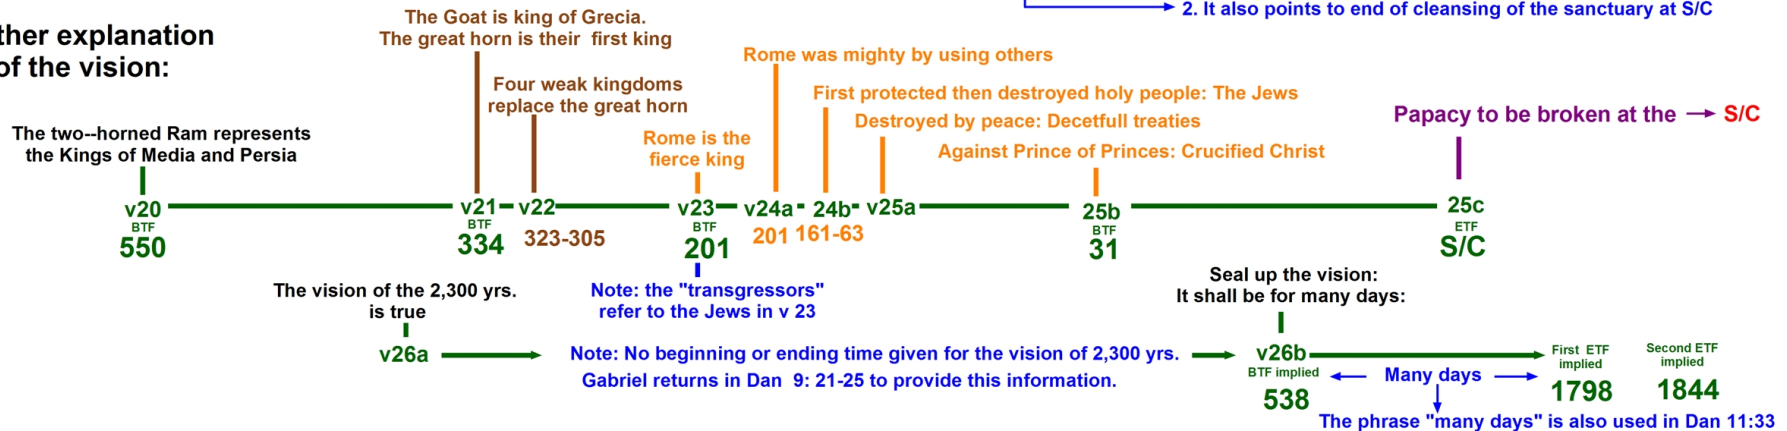 2. It also points to end of cleansing of the sanctuary at S/C
ther explanation
of the vision:
The Goat is king of Grecia.
The great horn is their first king
Four weak kingdoms
replace the great horn
Rome was mighty by using others
First protected then destroyed holy people: The Jews
Destroyed by peace: Decetfull treaties
Against Prince of Princes: Crucified Christ
Rome is the
fierce king
Papacy to be broken at the S/C
The two--horned Ram represents
the Kings of Media and Persia
v20 v21 v22 v23 v24a 24b v25a 25b 25c
BTF BTF BTF BTF ETF
550 334 323-305 201 201 161-63 31 S/C
The vision of the 2,300 yrs.
is true
Note: the "transgressors"
refer to the Jews in v 23
Seal up the vision:
It shall be for many days:
v26a
Note: No beginning or ending time given for the vision of 2,300 yrs.
Gabriel returns in Dan 9: 21-25 to provide this information.
v26b
BTF implied
538
Many days
First ETF
implied
1798
Second ETF
implied
1844
The phrase "many days" is also used in Dan 11:33